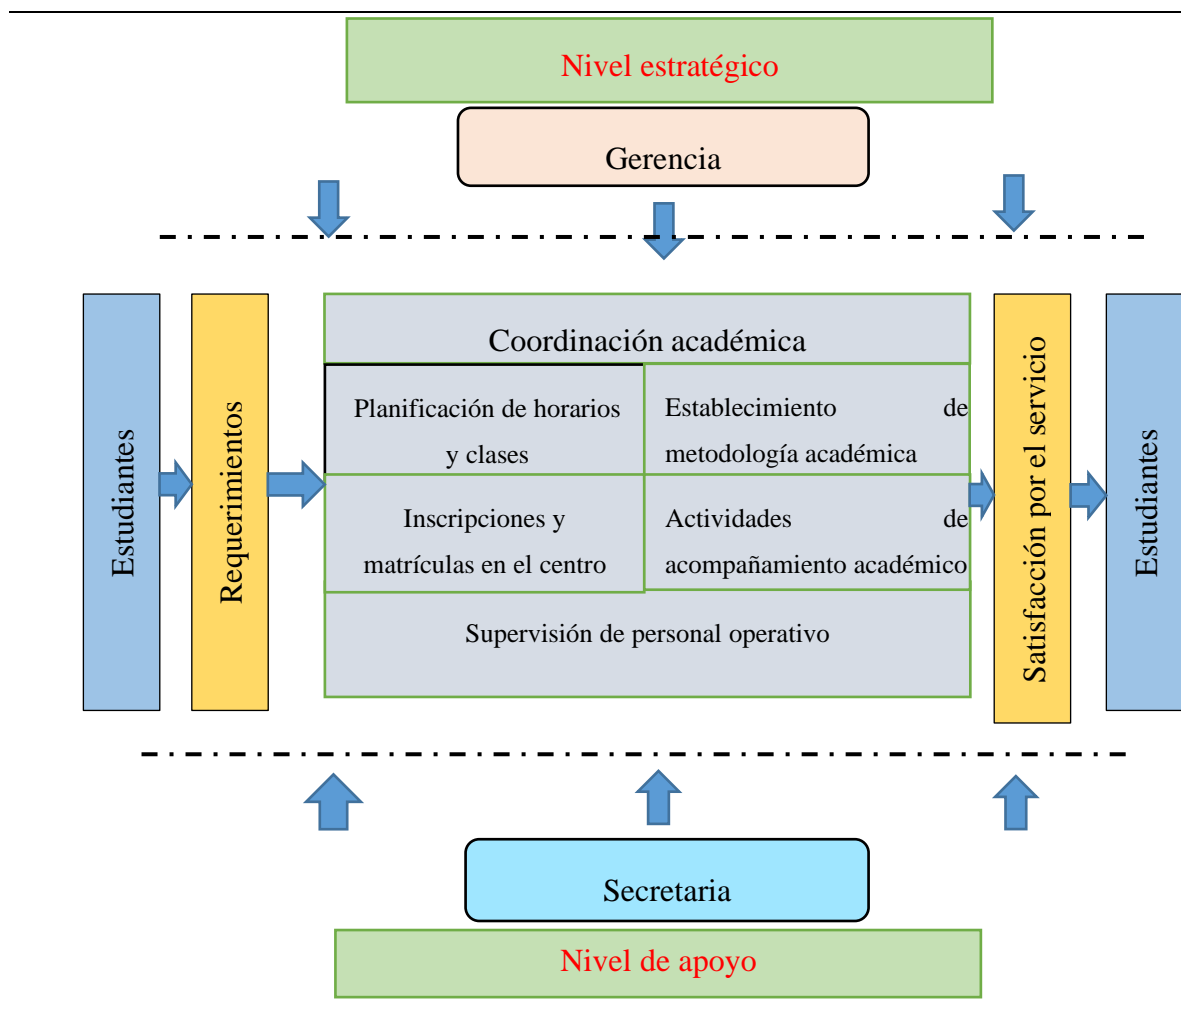 Nivel estratégico
Gerencia
Estudiantes
Requerimientos
Coordinación académica
Planificación de horarios
y clases
Establecimiento de
metodología académica
Inscripciones y
matrículas en el centro
Actividades de
acompañamiento académico
Supervisión de personal operativo
Satisfacción por el servicio
Estudiantes
Secretaria
Nivel de apoyo